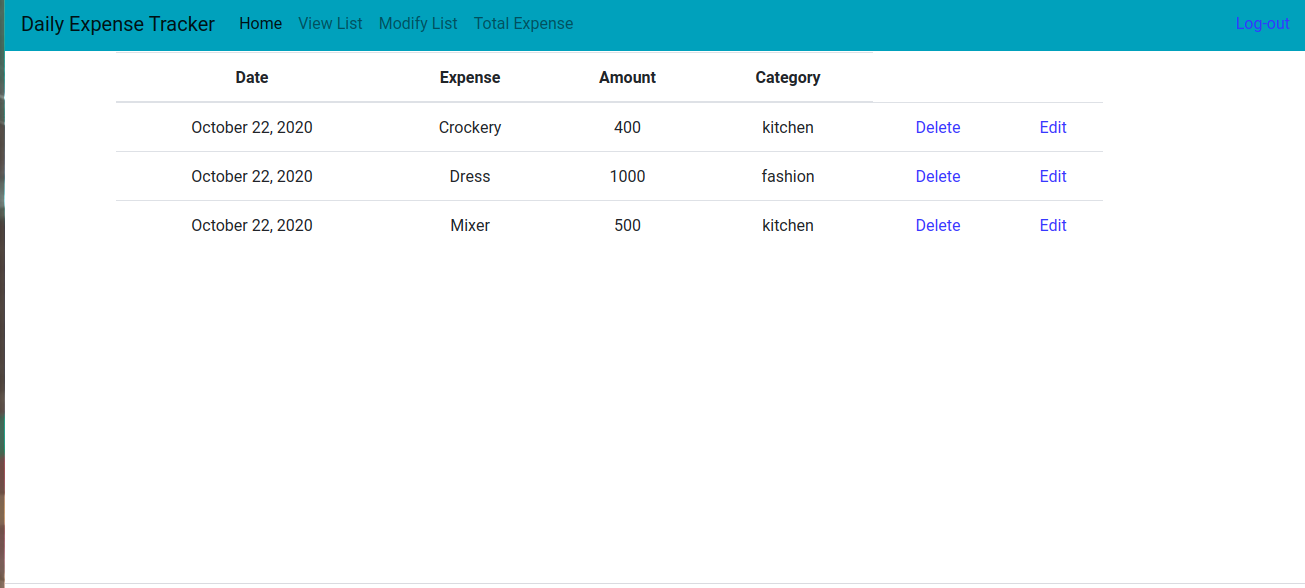 Daily Expense Tracker Home View List Modify List Total Expense Log-out
Date Expense Amount Category
October 22, 2020 Crockery 400 kitchen Delete Edit
October 22, 2020 Dress 1000 fashion Delete Edit
October 22, 2020 Mixer 500 kitchen Delete Edit